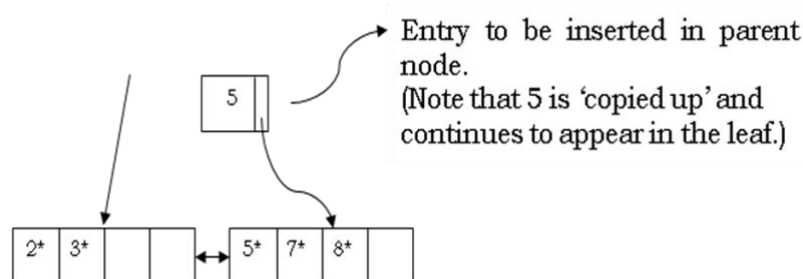 Entry to be inserted in parent
node.
5
(Note that 5 is ‘copied up’ and
continues to appear in the leaf.)
2* 3* 5* 7* 8*